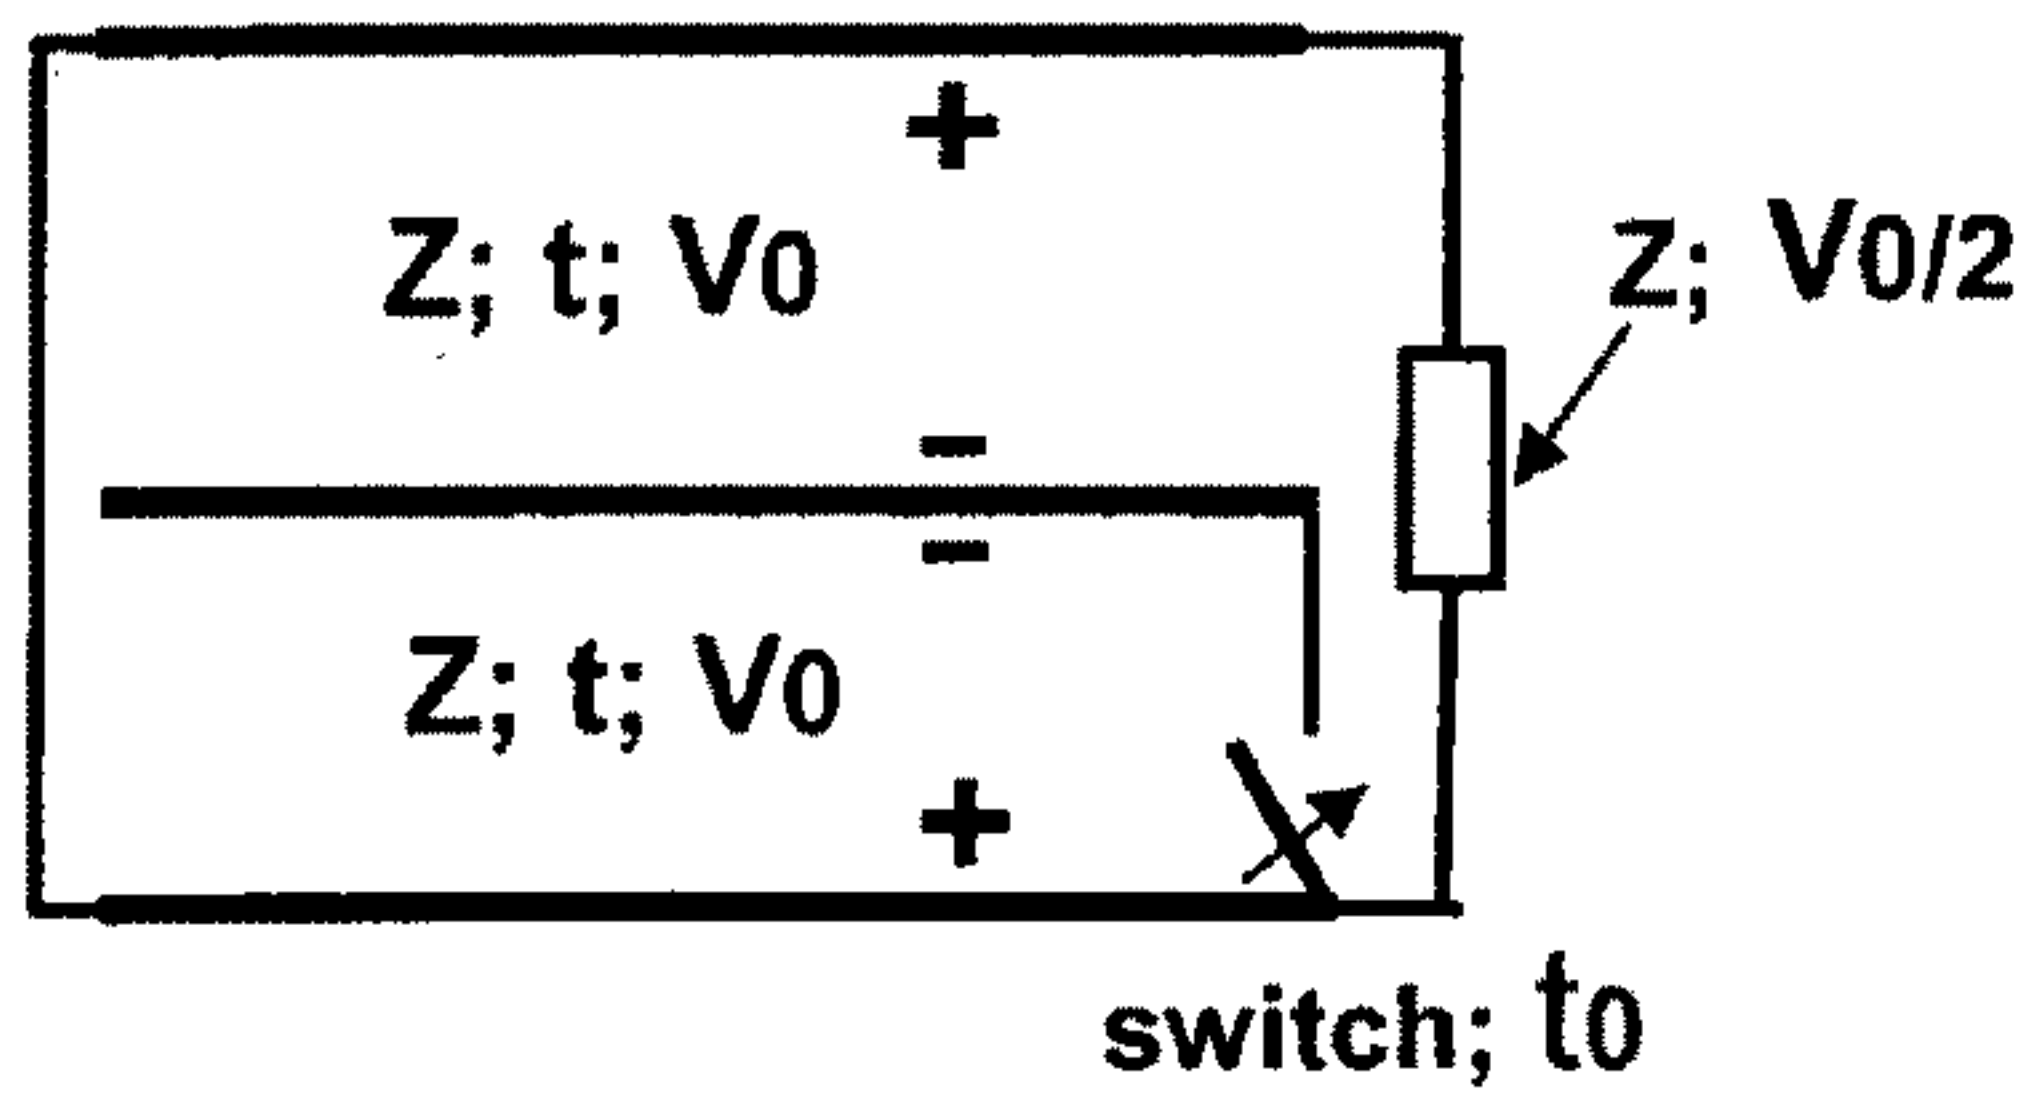 +
Z; t; V0
Z; V0/2
-
-
Z; t; V0
+
switch; t0